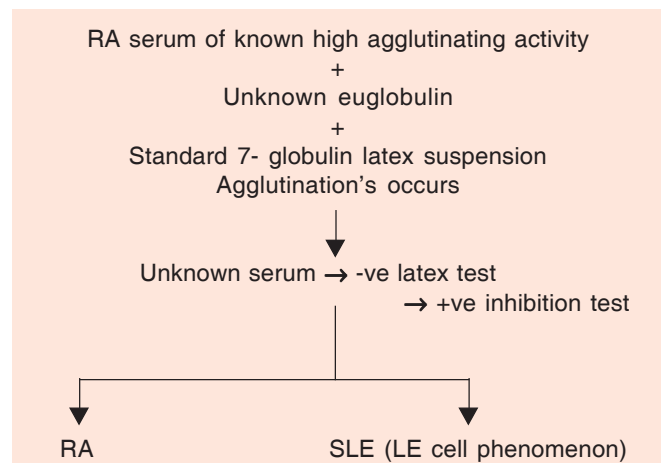 RA serum of known high agglutinating activity
+
Unknown euglobulin
+
Standard 7- globulin latex suspension
Agglutination's occurs
Unknown serum → -ve latex test
→ +ve inhibition test
RA
SLE (LE cell phenomenon)